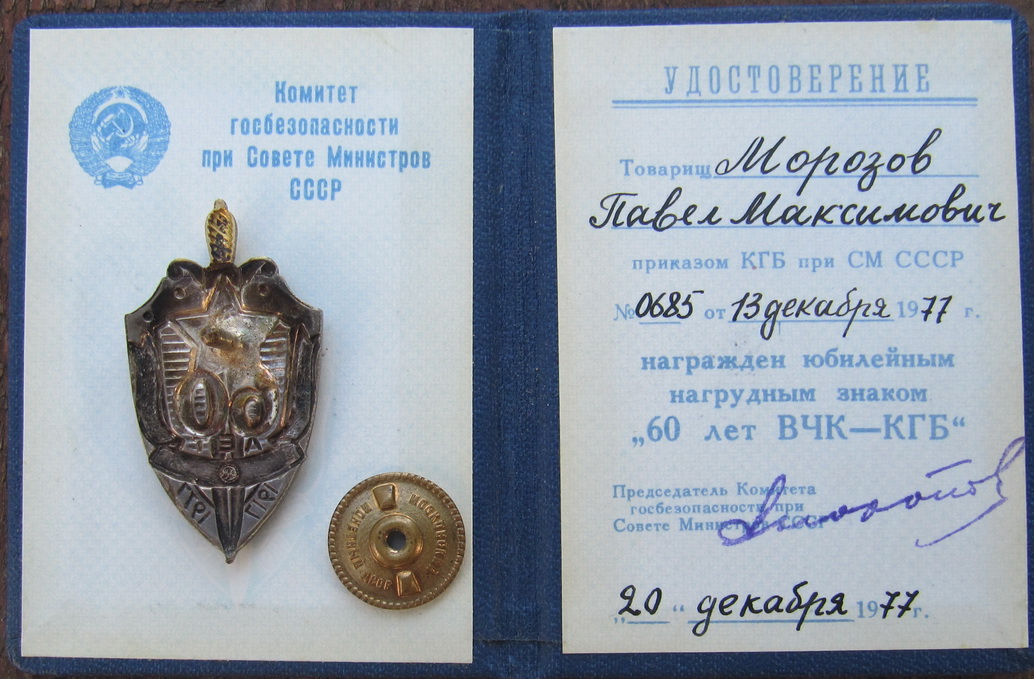 Комитет
госбезопасности
при Совете Министров
СССР
УДОСТОВЕРЕНИЕ
Товарищ Морозов
Павел Максимович
приказом КГБ при СМ СССР
№ 0685 от 13 декабря 1977 г.
награжден юбилейным
нагрудным знаком
„60 лет ВЧК—КГБ“
Председатель Комитета
госбезопасности при
Совете Министров СССР
„20“ декабря 1977 г.